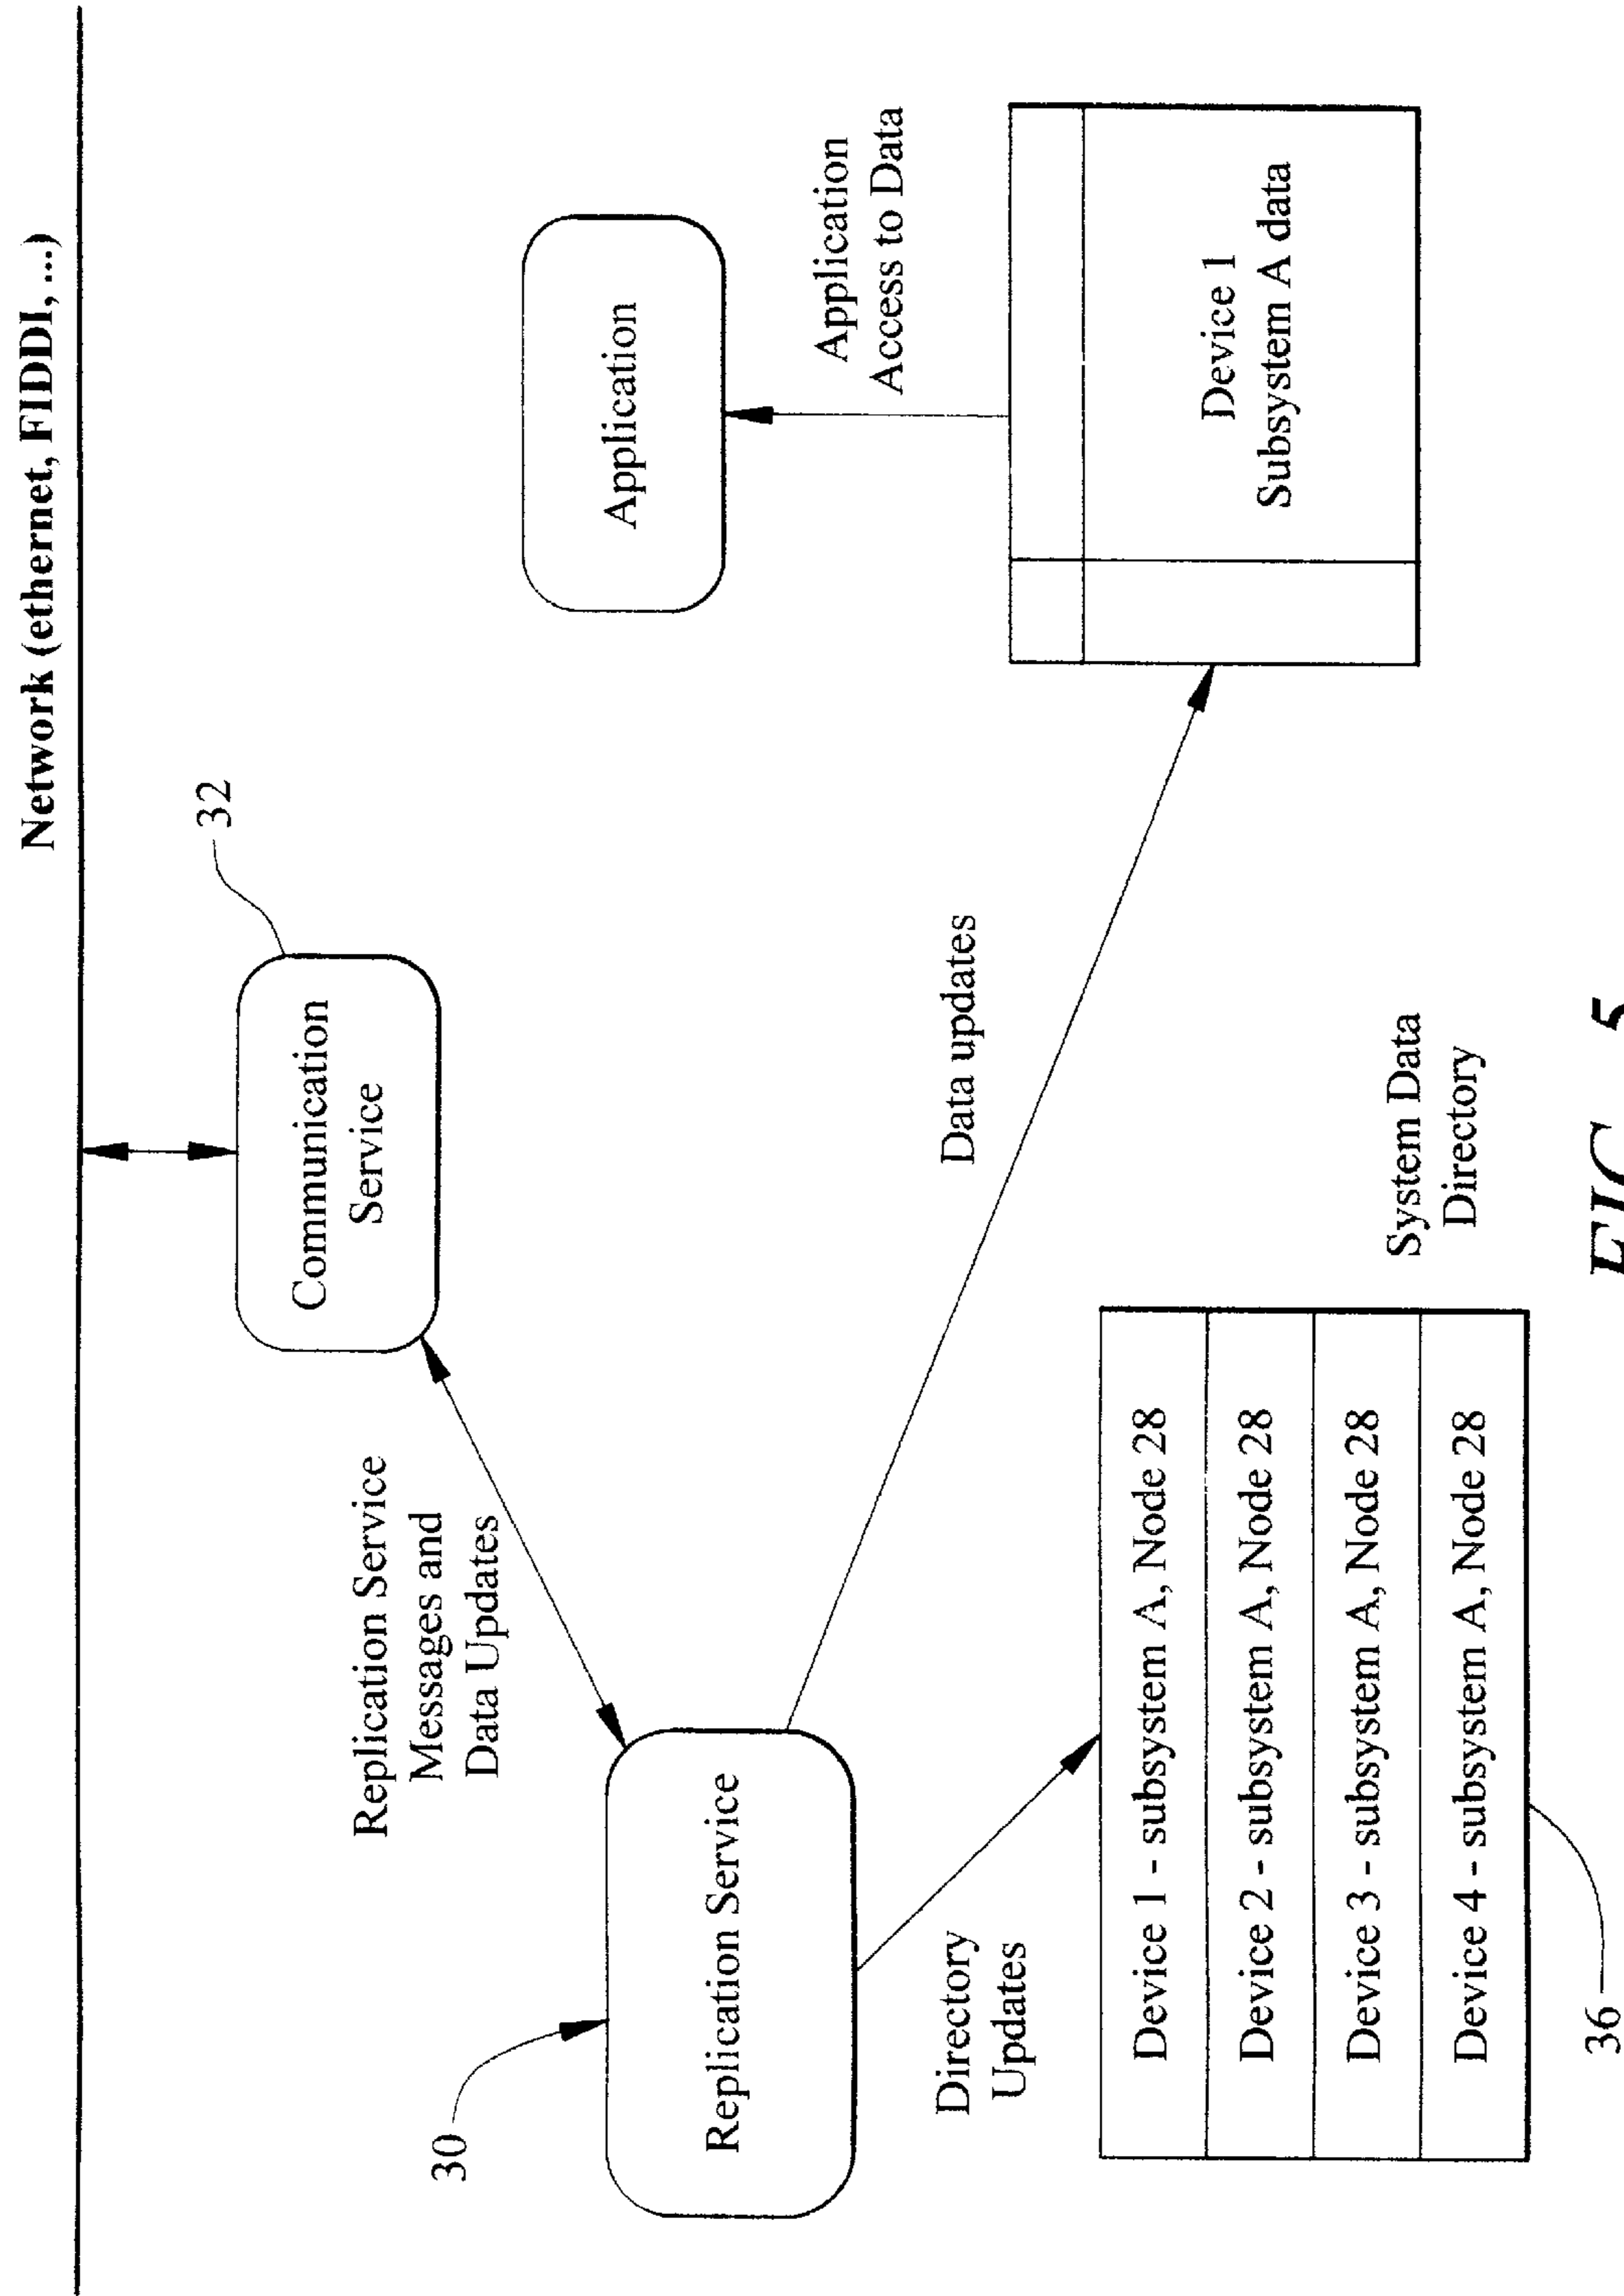 Network (ethernet, FIDDI, ...)
32
Communication
Service
Replication Service
Messages and
Data Updates
30
Replication Service
Application
Application
Access to Data
Data updates
Directory
Updates
Device 1
Subsystem A data
Device 1 - subsystem A, Node 28
Device 2 - subsystem A, Node 28
Device 3 - subsystem A, Node 28
Device 4 - subsystem A, Node 28
System Data
Directory
36
FIG. 5